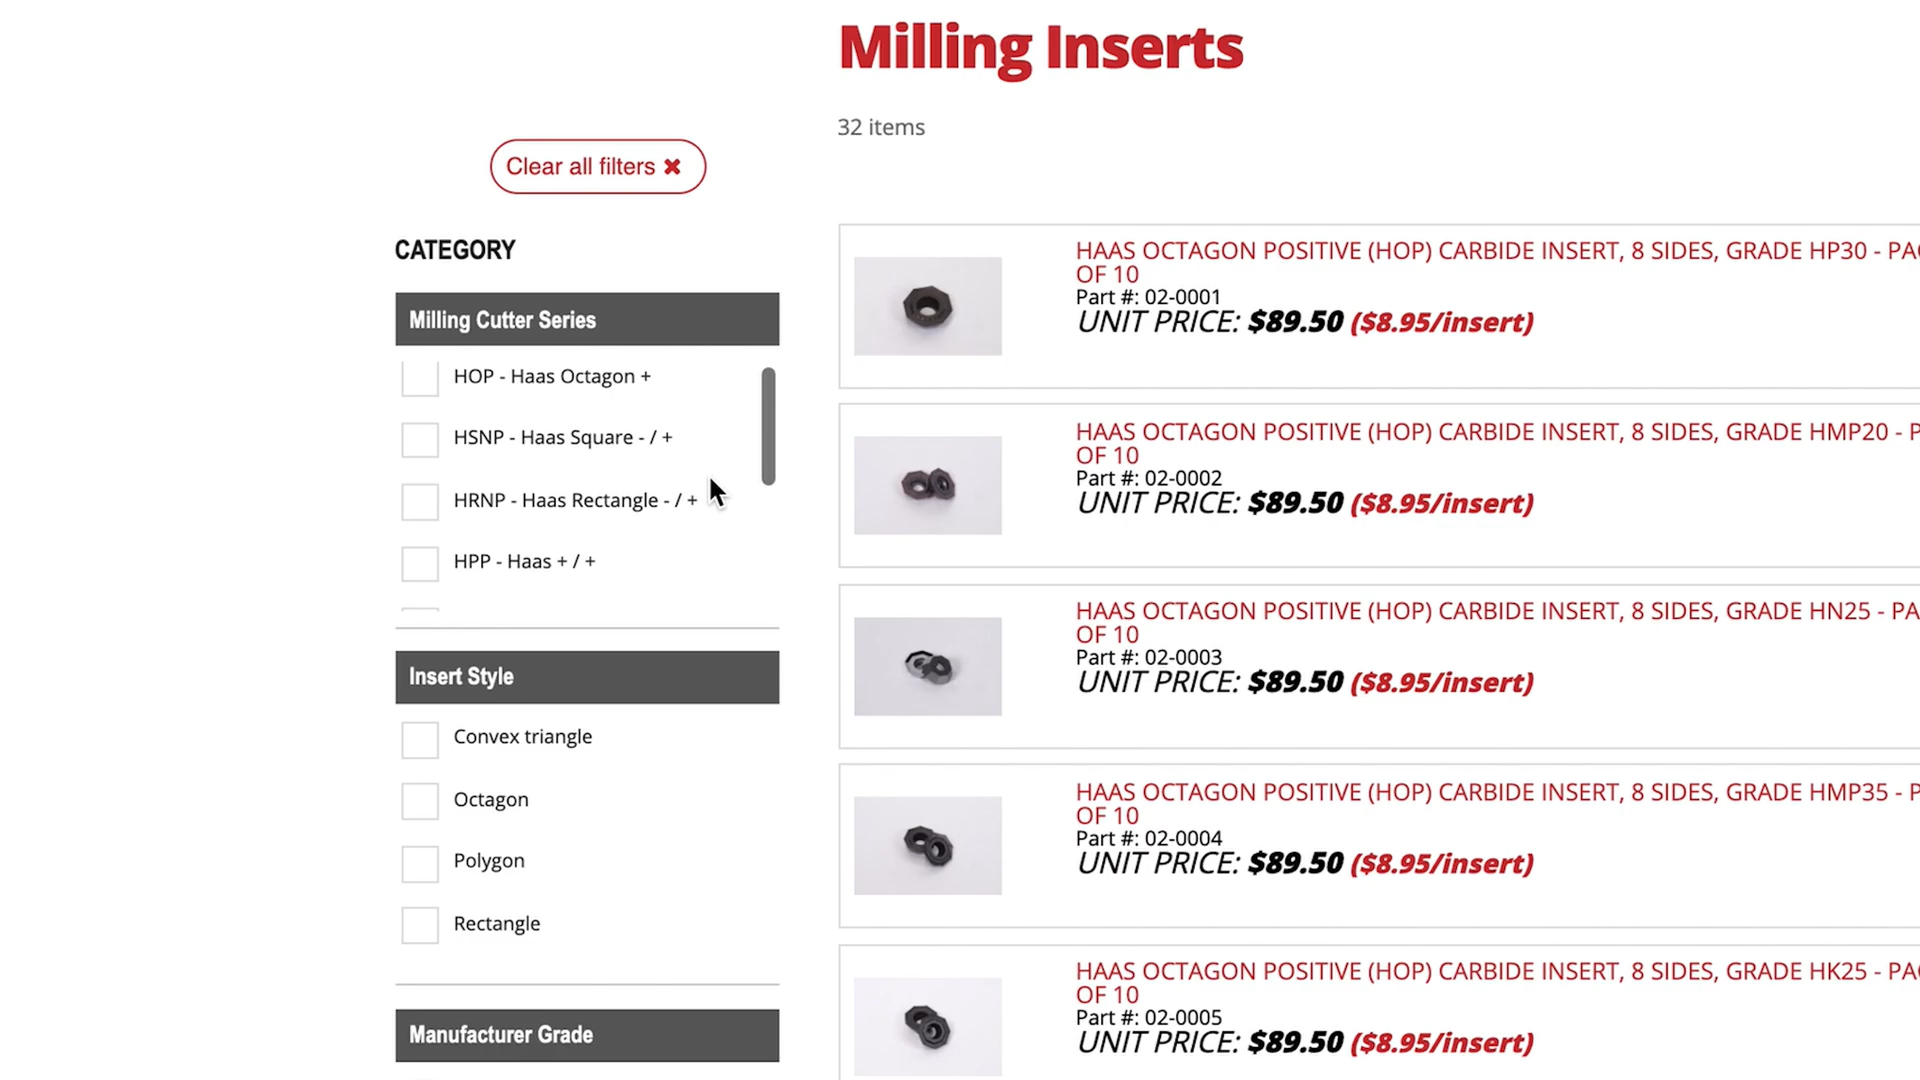 Milling Inserts
32 items
Clear all filters ✖
CATEGORY
Milling Cutter Series
HOP - Haas Octagon +
HSNP - Haas Square - / +
HRNP - Haas Rectangle - / +
HPP - Haas + / +
Insert Style
Convex triangle
Octagon
Polygon
Rectangle
Manufacturer Grade
HAAS OCTAGON POSITIVE (HOP) CARBIDE INSERT, 8 SIDES, GRADE HP30 - PAC
OF 10
Part #: 02-0001
UNIT PRICE: $89.50 ($8.95/insert)
HAAS OCTAGON POSITIVE (HOP) CARBIDE INSERT, 8 SIDES, GRADE HMP20 - P
OF 10
Part #: 02-0002
UNIT PRICE: $89.50 ($8.95/insert)
HAAS OCTAGON POSITIVE (HOP) CARBIDE INSERT, 8 SIDES, GRADE HN25 - PA
OF 10
Part #: 02-0003
UNIT PRICE: $89.50 ($8.95/insert)
HAAS OCTAGON POSITIVE (HOP) CARBIDE INSERT, 8 SIDES, GRADE HMP35 - P
OF 10
Part #: 02-0004
UNIT PRICE: $89.50 ($8.95/insert)
HAAS OCTAGON POSITIVE (HOP) CARBIDE INSERT, 8 SIDES, GRADE HK25 - PA
OF 10
Part #: 02-0005
UNIT PRICE: $89.50 ($8.95/insert)